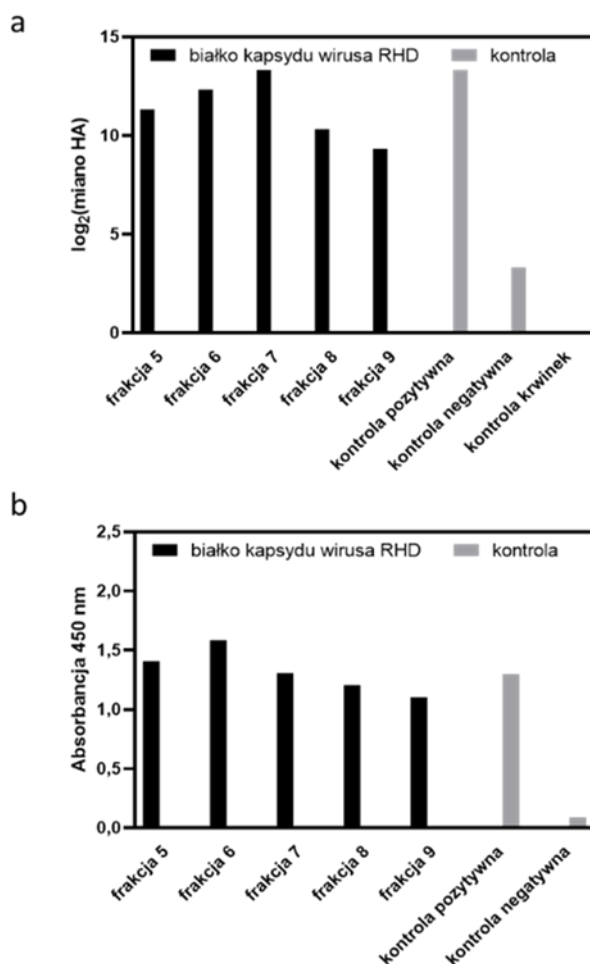 a
15
białko kapsydu wirusa RHD kontrola
10
5
0
log₂(miano HA)
frakcja 5
frakcja 6
frakcja 7
frakcja 8
frakcja 9
kontrola pozytywna
kontrola negatywna
kontrola krwinek
b
2,5
białko kapsydu wirusa RHD kontrola
2,0
1,5
1,0
0,5
0,0
Absorbancja 450 nm
frakcja 5
frakcja 6
frakcja 7
frakcja 8
frakcja 9
kontrola pozytywna
kontrola negatywna